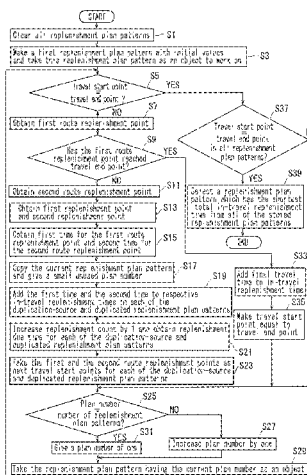 START
Clear all replenishment plan patterns
S1
Make a first replenishment plan pattern with initial values
and take the replenishment plan pattern as an object to work on
S3
S5
Travel start point
travel end point?
YES
NO
S7
Obtain first route replenishment point
S9
Has the first route
replenishment point reached
travel end point?
YES
NO
Obtain second route replenishment point
S11
Obtain first replenishment point
and second replenishment point
S13
Obtain first time for the first route
replenishment point and second time for
the second route replenishment point
S15
Copy the current replenishment plan pattern
and give a small unused plan number
S17
Add the first time and the second time to respective
in-travel replenishment times in each of the
duplication-source and duplicated replenishment plan patterns
S19
Increase replenishment count by 1 and obtain replenishment
time for each of the duplication-source and
duplicated replenishment plan patterns
S21
Take the first and the second route replenishment points as
next travel start points for each of the duplication-source
and duplicated replenishment plan patterns
S23
S25
Plan number
number of replenishment
plan patterns?
NO
YES
S31
Give a plan number of one
S27
Increase plan number by one
S37
Travel start point
travel end point
in all replenishment
plan patterns?
YES
S39
Select a replenishment plan
pattern which has the shortest
total in-travel replenishment
time from all of the stored
replenishment plan patterns
END
S33
Add final travel
time to in-travel
replenishment time
S35
Make travel start
point equal to
travel end point
Take the replenishment plan pattern having the current plan number as an object